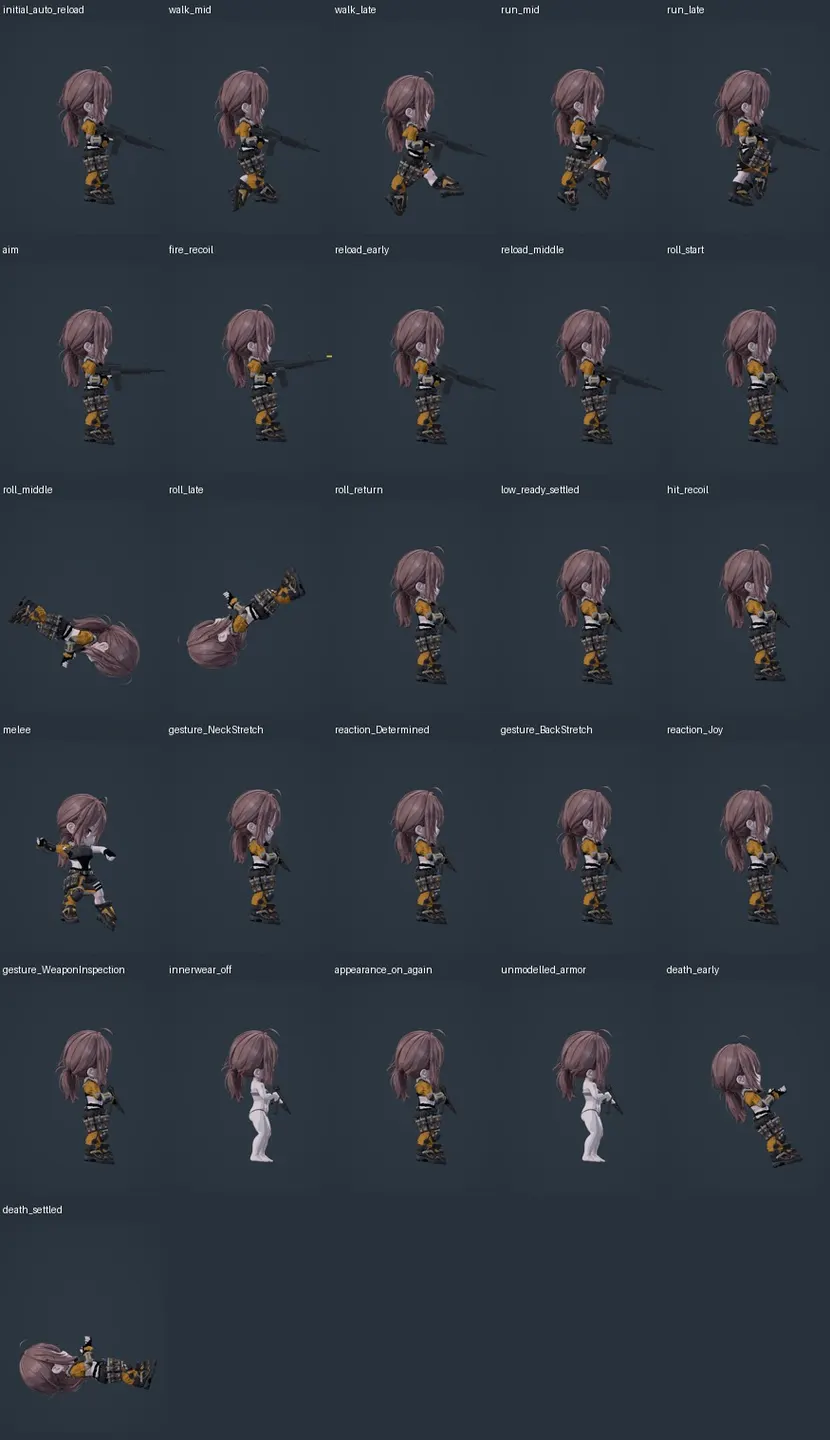 initial_auto_reload
walk_mid
walk_late
run_mid
run_late
aim
fire_recoil
reload_early
reload_middle
roll_start
roll_middle
roll_late
roll_return
low_ready_settled
hit_recoil
melee
gesture_NeckStretch
reaction_Determined
gesture_BackStretch
reaction_Joy
gesture_WeaponInspection
innerwear_off
appearance_on_again
unmodelled_armor
death_early
death_settled